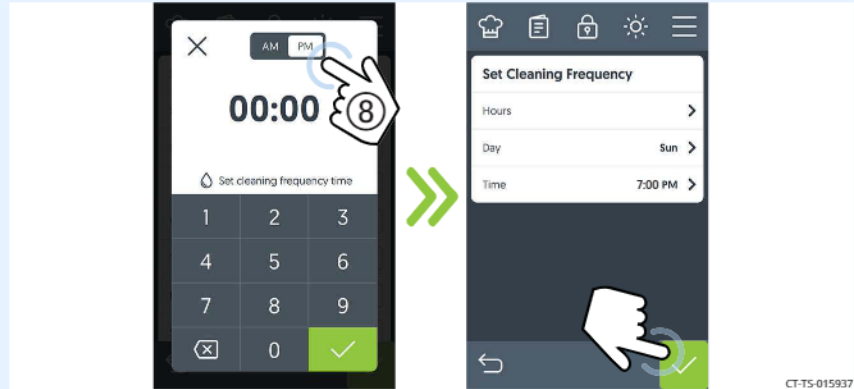 AM PM
00:00
8
Set cleaning frequency time
1 2 3
4 5 6
7 8 9
0
Set Cleaning Frequency
Hours
Day Sun
Time 7:00 PM
CT-TS-015937